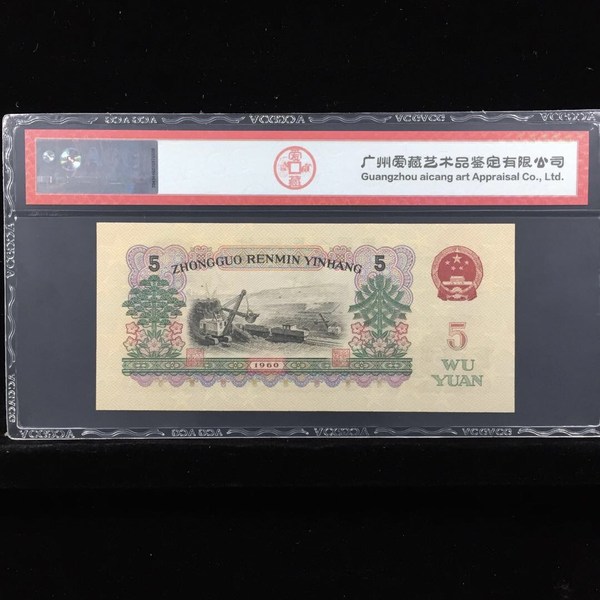 广州爱藏艺术品鉴定有限公司
Guangzhou aicang art Appraisal Co., Ltd.
5 ZHONGGUO RENMIN YINHANG 5
5
WU
YUAN
1960